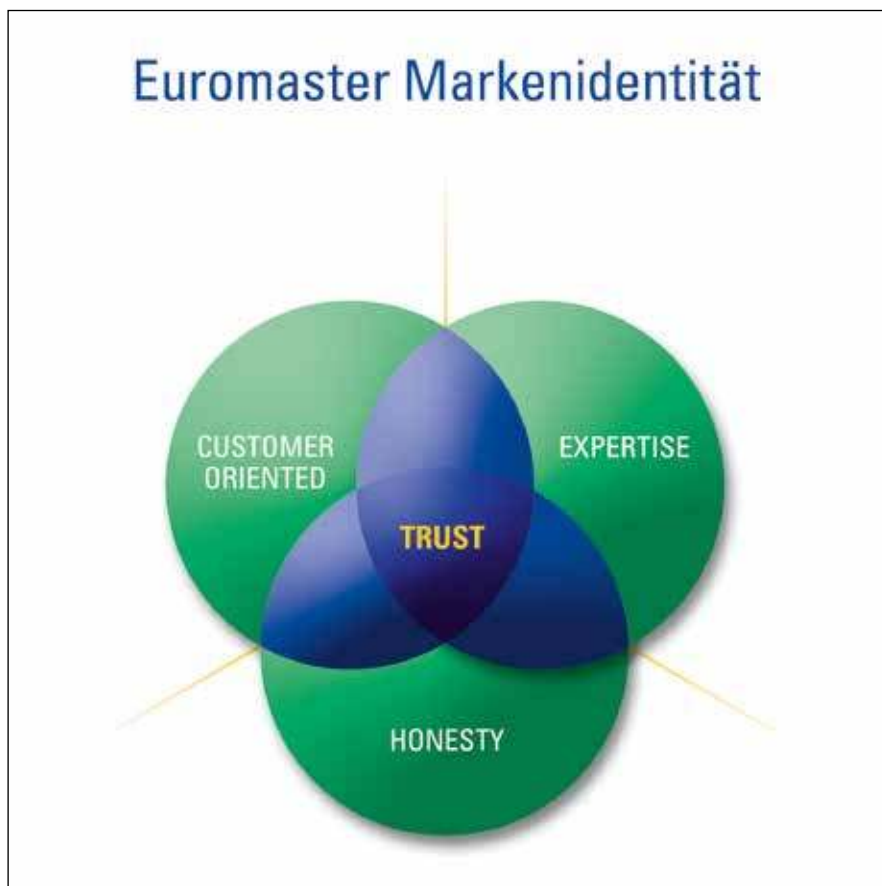 Euromaster Markenidentität
CUSTOMER
ORIENTED
EXPERTISE
TRUST
HONESTY